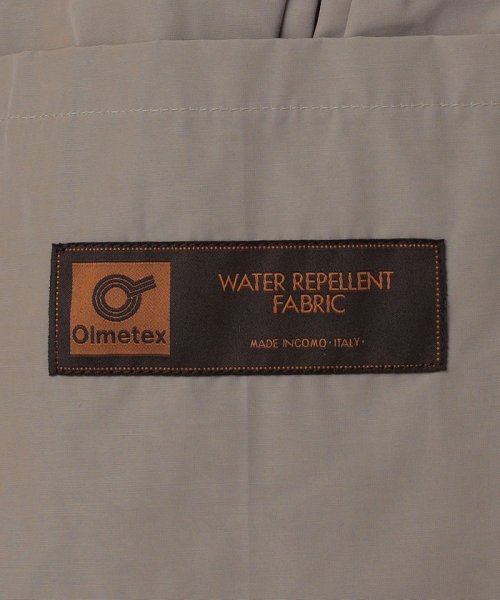 Olmetex
WATER REPELLENT
FABRIC
MADE INCOMO·ITALY·